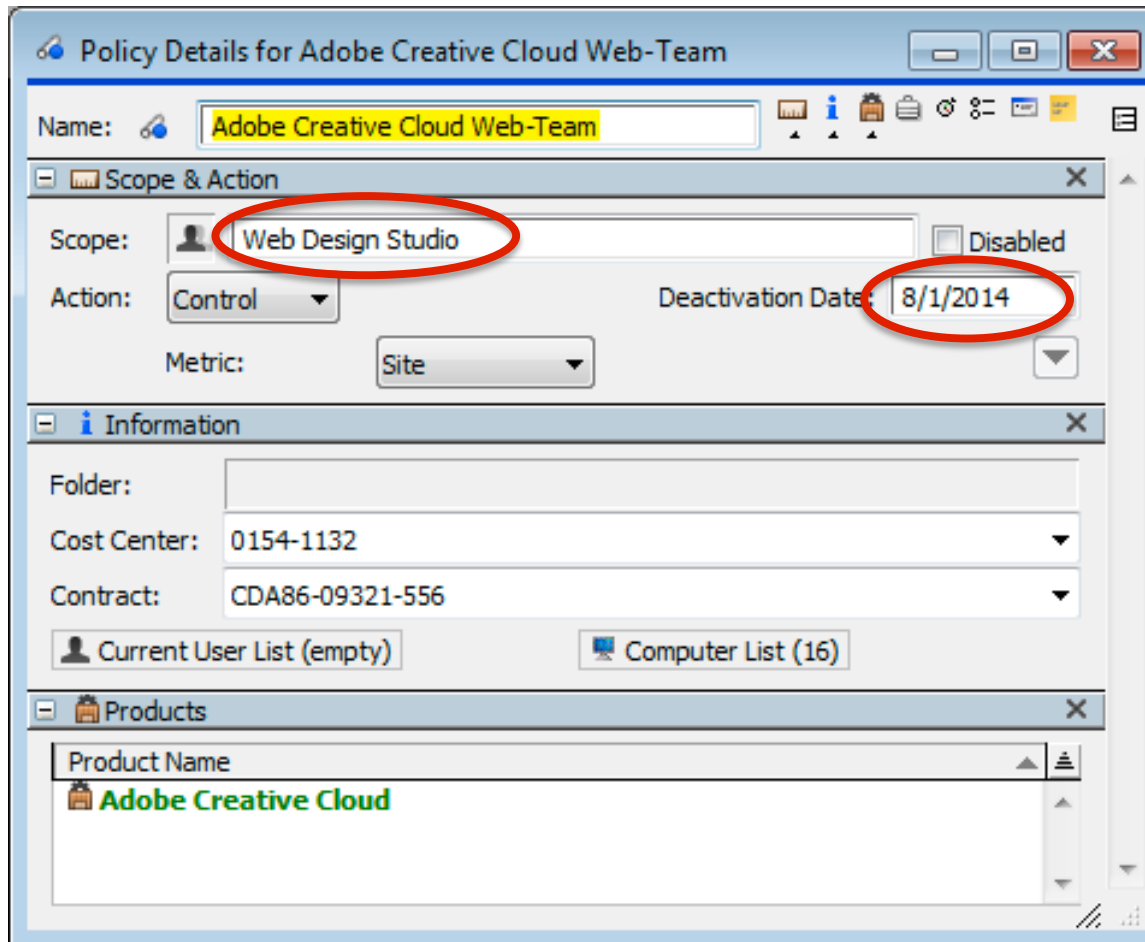 Policy Details for Adobe Creative Cloud Web-Team
Name: Adobe Creative Cloud Web-Team
Scope & Action
Scope: Web Design Studio Disabled
Action: Control Deactivation Date: 8/1/2014
Metric: Site
Information
Folder:
Cost Center: 0154-1132
Contract: CDA86-09321-556
Current User List (empty) Computer List (16)
Products
Product Name
Adobe Creative Cloud